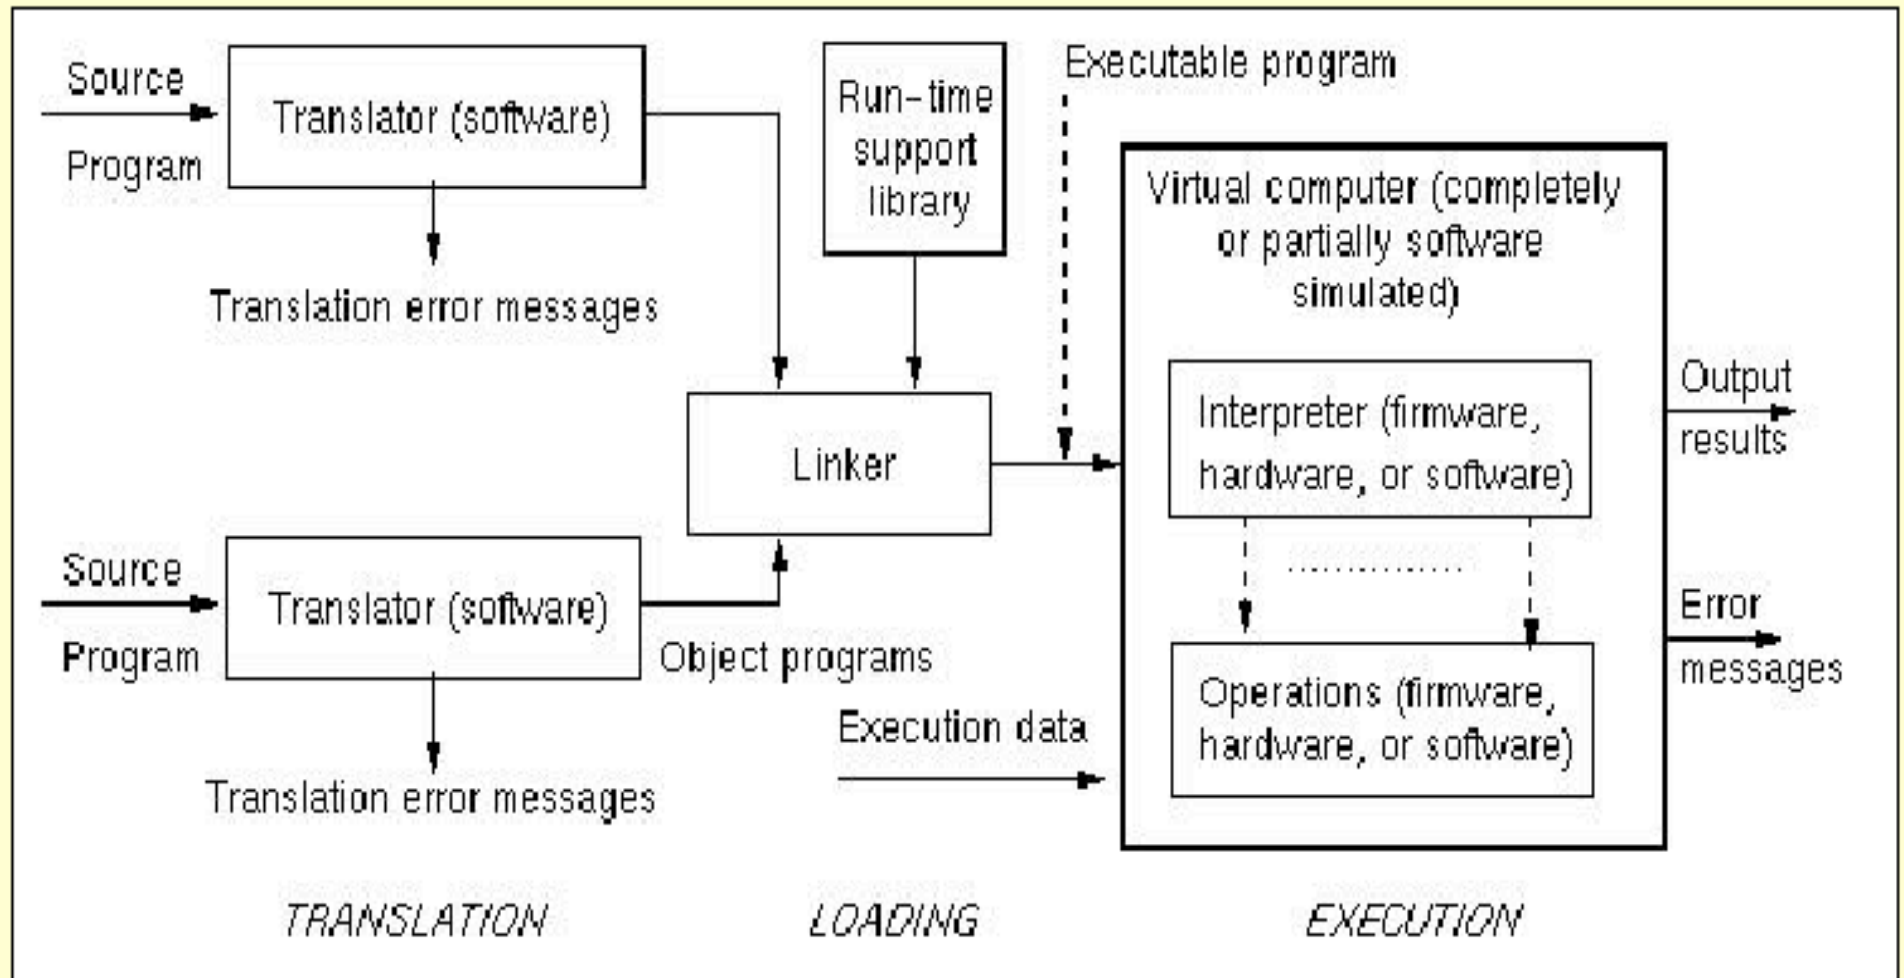 Source
Program
Translator (software)
Translation error messages
Run-time
support
library
Executable program
Virtual computer (completely
or partially software
simulated)
Linker
Interpreter (firmware,
hardware, or software)
Output
results
Source
Program
Translator (software)
Object programs
Translation error messages
Execution data
Operations (firmware,
hardware, or software)
Error
messages
TRANSLATION
LOADING
EXECUTION